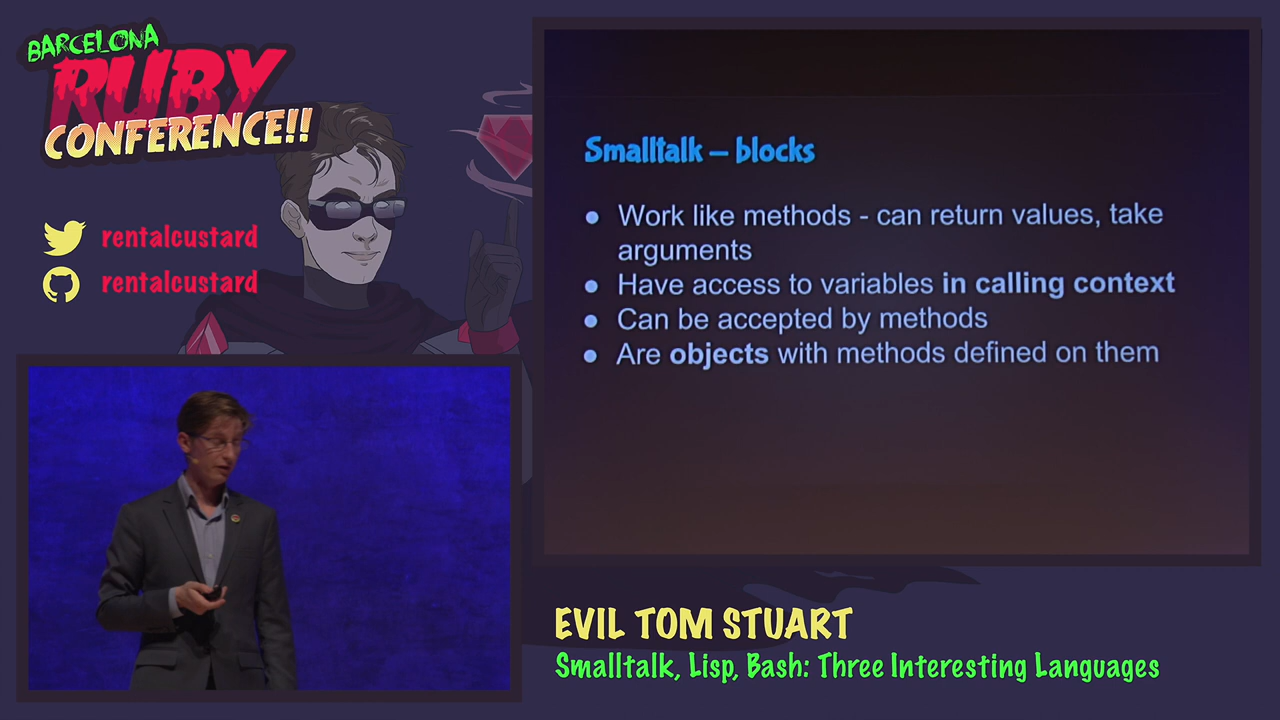 BARCELONA
RUBY
CONFERENCE!!
rentalcustard
rentalcustard
Smalltalk – blocks
● Work like methods - can return values, take
arguments
● Have access to variables in calling context
● Can be accepted by methods
● Are objects with methods defined on them
EVIL TOM STUART
Smalltalk, Lisp, Bash: Three Interesting Languages